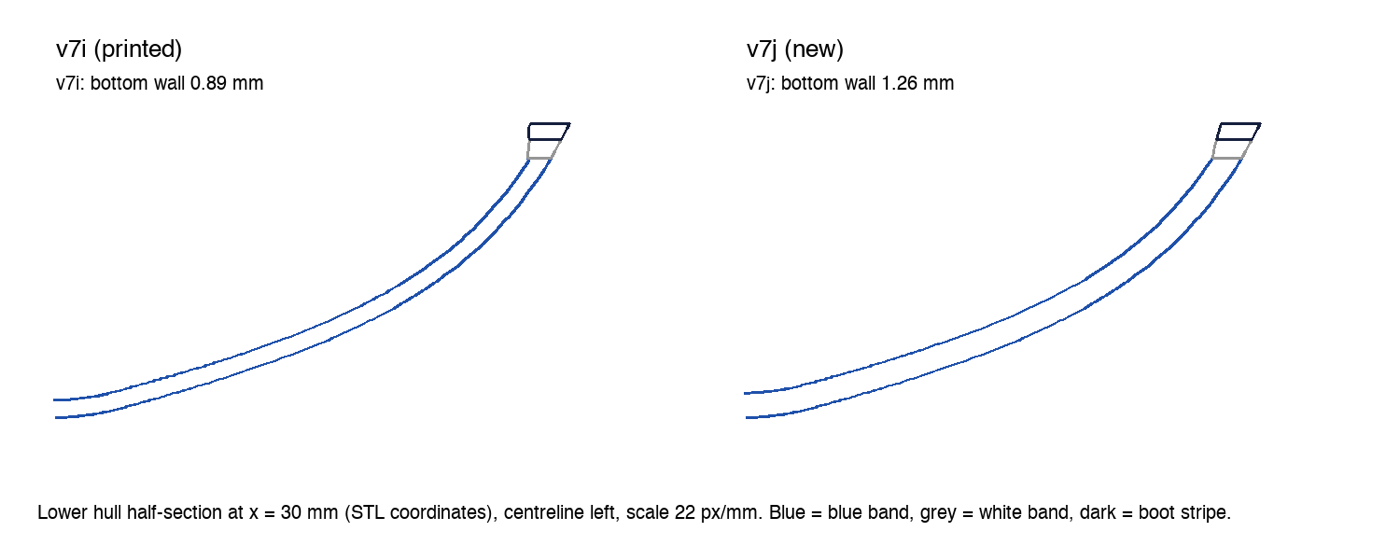 v7i (printed)
v7i: bottom wall 0.89 mm
v7j (new)
v7j: bottom wall 1.26 mm
Lower hull half-section at x = 30 mm (STL coordinates), centreline left, scale 22 px/mm. Blue = blue band, grey = white band, dark = boot stripe.